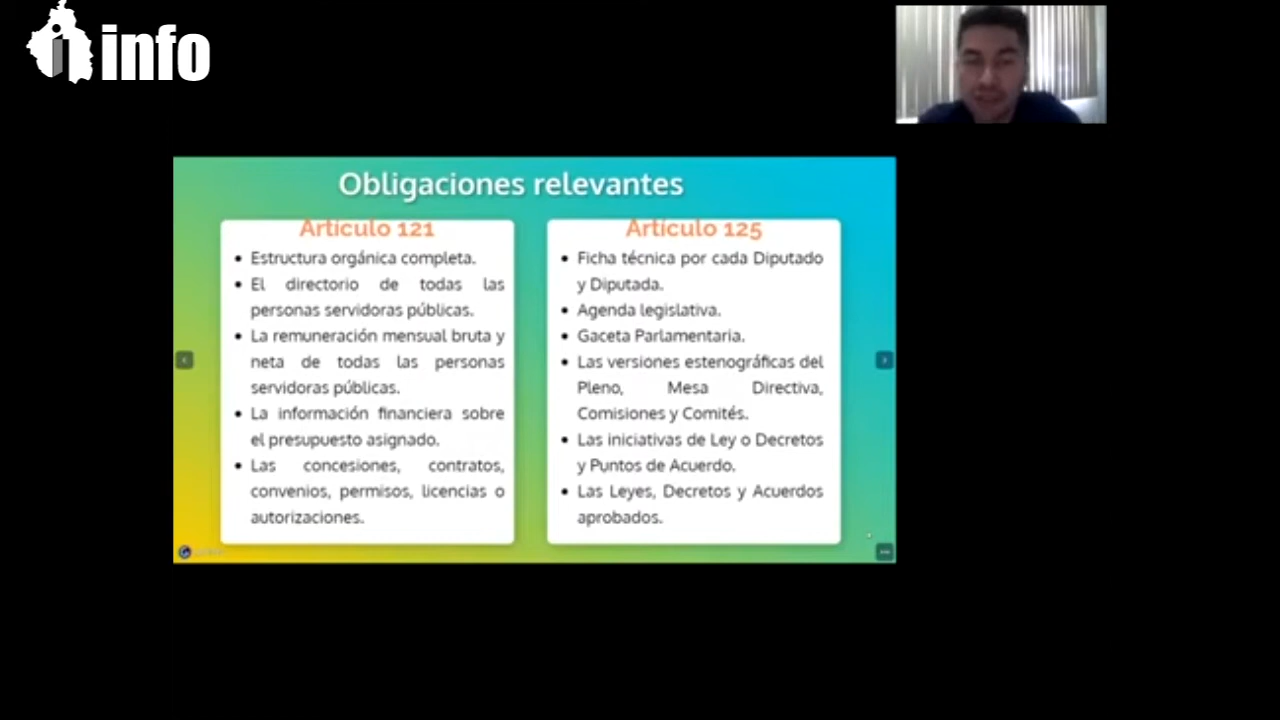 info
Obligaciones relevantes
Artículo 121
• Estructura orgánica completa.
• El directorio de todas las
personas servidoras públicas.
• La remuneración mensual bruta y
neta de todas las personas
servidoras públicas.
• La información financiera sobre
el presupuesto asignado.
• Las concesiones, contratos,
convenios, permisos, licencias o
autorizaciones.
Artículo 125
• Ficha técnica por cada Diputado
y Diputada.
• Agenda legislativa.
• Gaceta Parlamentaria.
• Las versiones estenográficas del
Pleno, Mesa Directiva,
Comisiones y Comités.
• Las iniciativas de Ley o Decretos
y Puntos de Acuerdo.
• Las Leyes, Decretos y Acuerdos
aprobados.